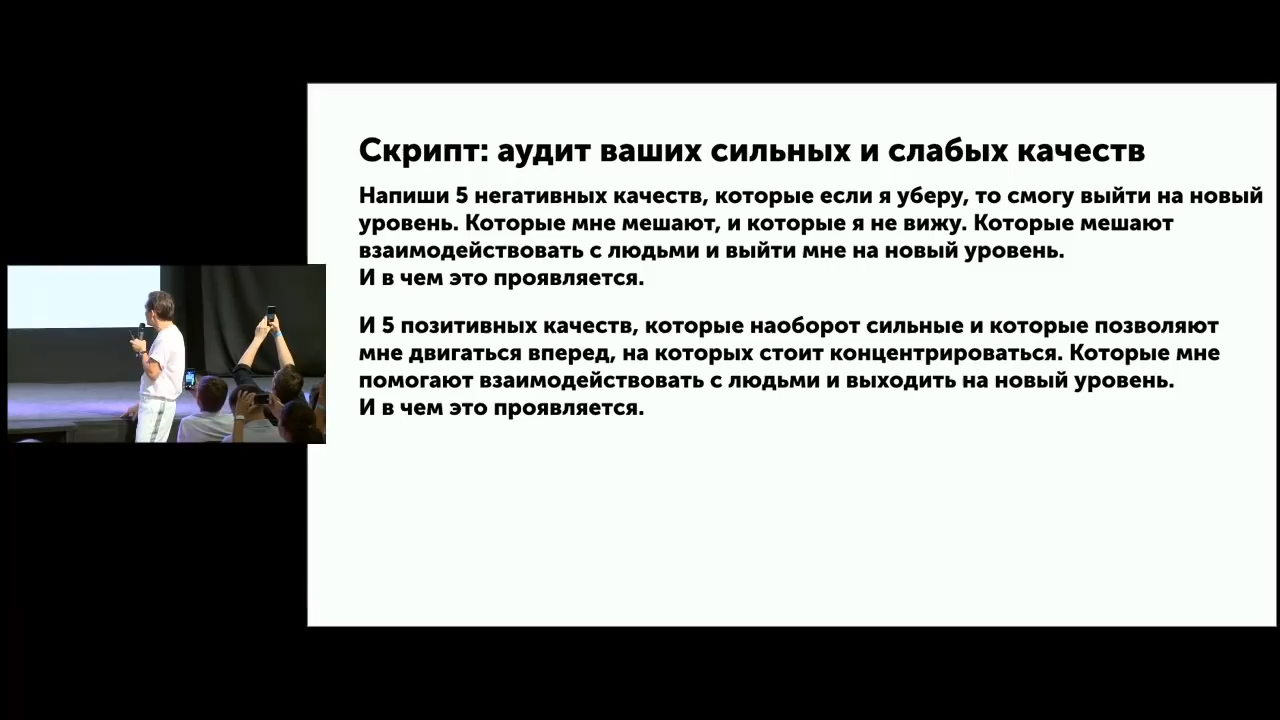 Скрипт: аудит ваших сильных и слабых качеств
Напиши 5 негативных качеств, которые если я уберу, то смогу выйти на новый
уровень. Которые мне мешают, и которые я не вижу. Которые мешают
взаимодействовать с людьми и выйти мне на новый уровень.
И в чем это проявляется.
И 5 позитивных качеств, которые наоборот сильные и которые позволяют
мне двигаться вперед, на которых стоит концентрироваться. Которые мне
помогают взаимодействовать с людьми и выходить на новый уровень.
И в чем это проявляется.